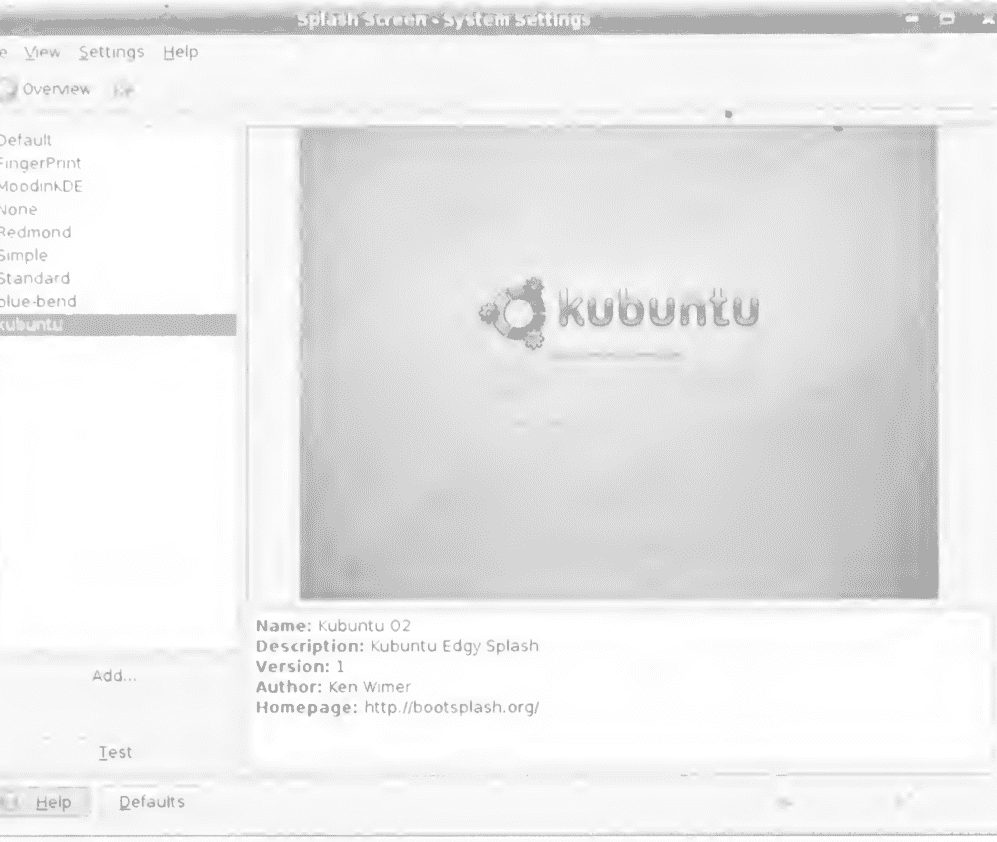 Splash Screen - System Settings
e View Settings Help
Overview
Default
FingerPrint
MoodinKDE
None
Redmond
Simple
Standard
blue-bend
kubuntu
kubuntu
Name: Kubuntu 02
Description: Kubuntu Edgy Splash
Version: 1
Author: Ken Wimer
Homepage: http://bootsplash.org/
Add...
Test
Help Defaults